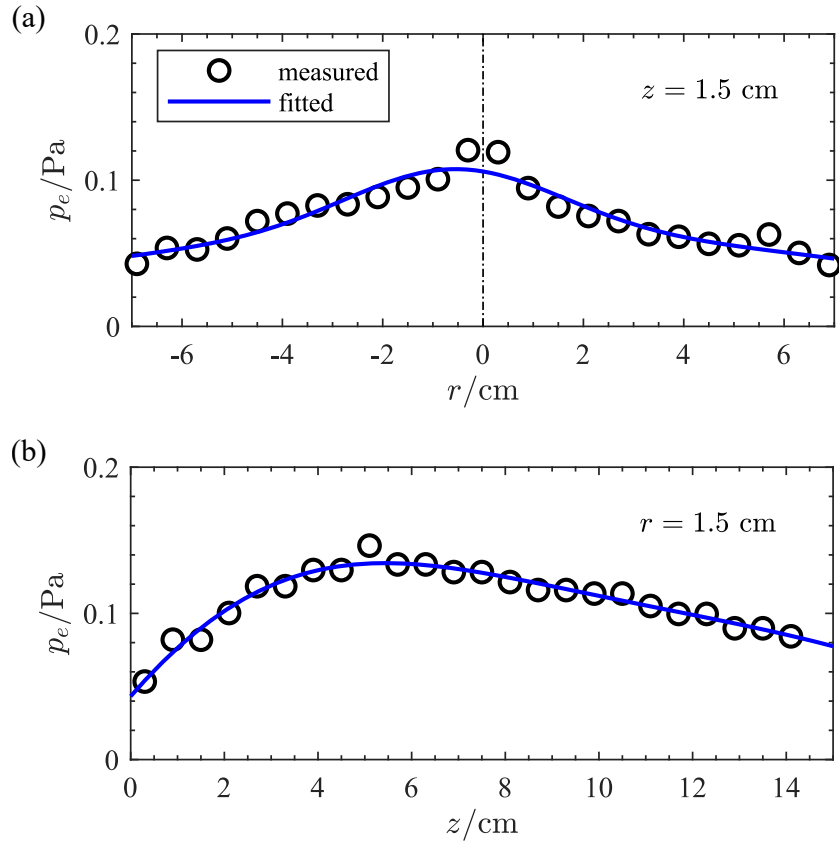 (a)
0.2
measured
fitted
z = 1.5 cm
0.1
p_e/Pa
0
-6 -4 -2 0 2 4 6
r/cm
(b)
0.2
r = 1.5 cm
0.1
p_e/Pa
0
0 2 4 6 8 10 12 14
z/cm